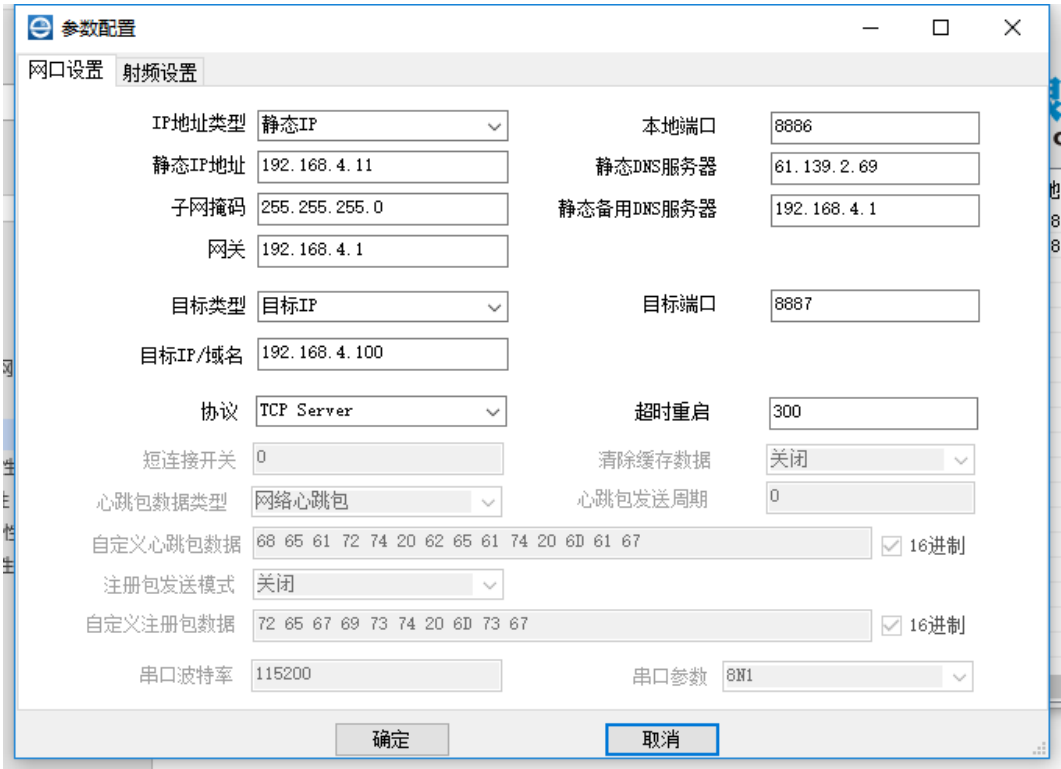 参数配置
网口设置 射频设置
IP地址类型 静态IP 本地端口 8886
静态IP地址 192.168.4.11 静态DNS服务器 61.139.2.69
子网掩码 255.255.255.0 静态备用DNS服务器 192.168.4.1
网关 192.168.4.1
目标类型 目标IP 目标端口 8887
目标IP/域名 192.168.4.100
协议 TCP Server 超时重启 300
短连接开关 0 清除缓存数据 关闭
心跳包数据类型 网络心跳包 心跳包发送周期 0
自定义心跳包数据 68 65 61 72 74 20 62 65 61 74 20 6D 61 67 16进制
注册包发送模式 关闭
自定义注册包数据 72 65 67 69 73 74 20 6D 73 67 16进制
串口波特率 115200 串口参数 8N1
确定 取消